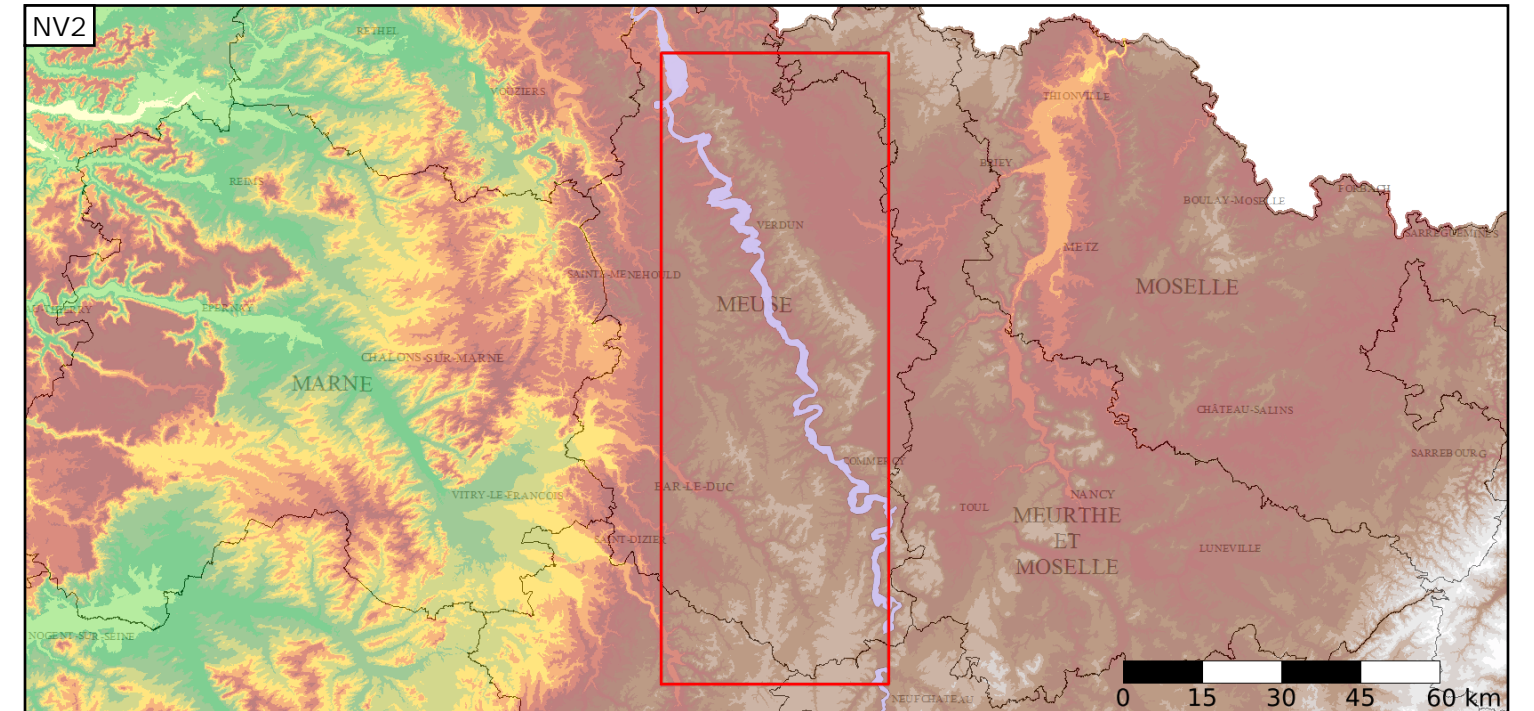 NV2
RETHEL
VOUZIERS
THIONVILLE
BRIEY
REIMS
BOULAY-MOSELLE
FORBACH
VERDUN
SARREGUEMINES
METZ
SAINTE-MENEHOULD
MOSELLE
MEUSE
EPERNAY
CHALONS-SUR-MARNE
MARNE
CHÂTEAU-SALINS
COMMERCY
SARREBOURG
BAR-LE-DUC
VITRY-LE-FRANCOIS
NANCY
TOUL
MEURTHE
ET
MOSELLE
SAINT-DIZIER
LUNEVILLE
NOGENT-SUR-SEINE
NEUFCHATEAU
0 15 30 45 60 km